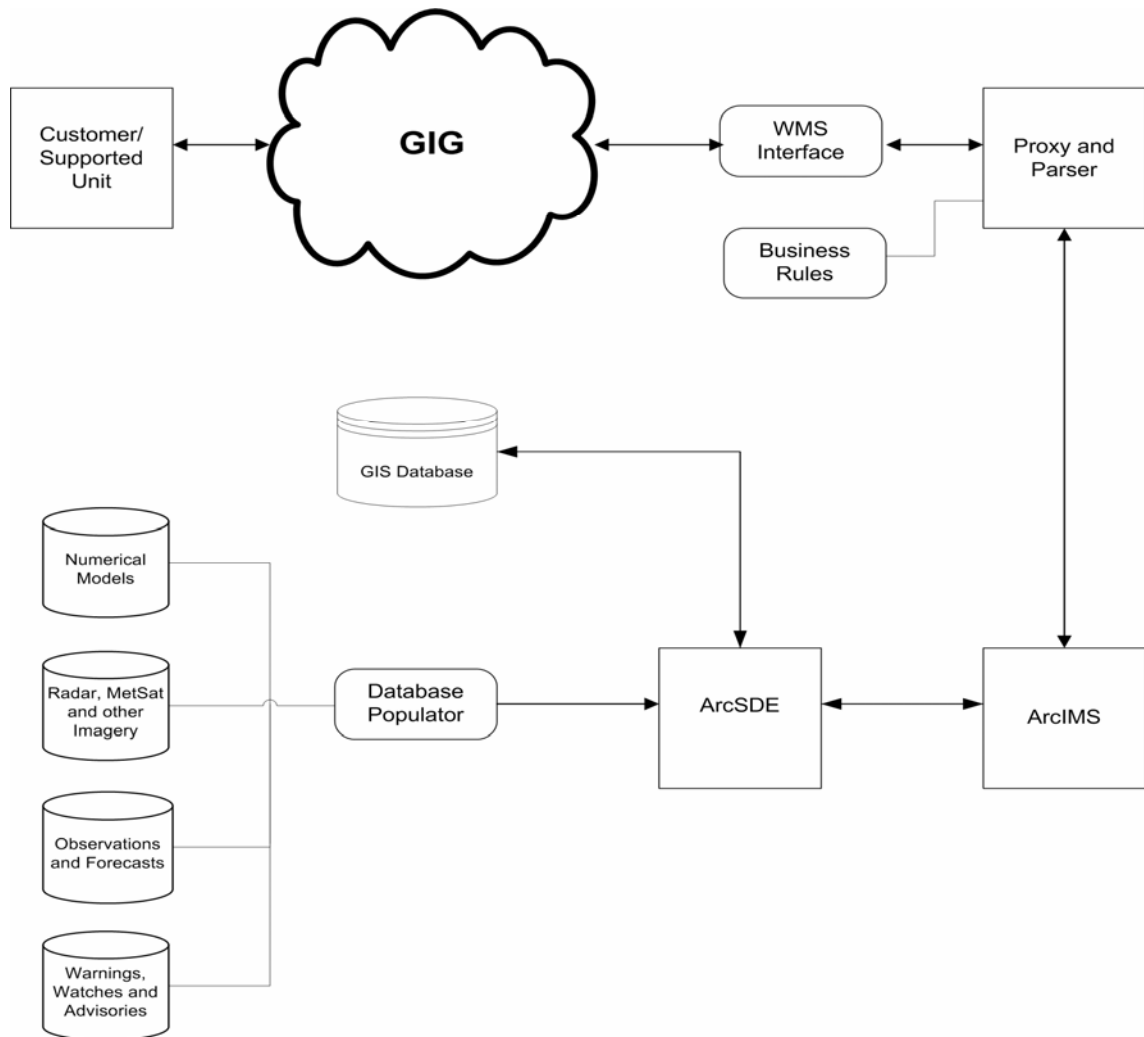 Customer/
Supported
Unit
GIG
WMS
Interface
Proxy and
Parser
Business
Rules
GIS Database
Numerical
Models
Radar, MetSat
and other
Imagery
Database
Populator
ArcSDE
ArcIMS
Observations
and Forecasts
Warnings,
Watches and
Advisories